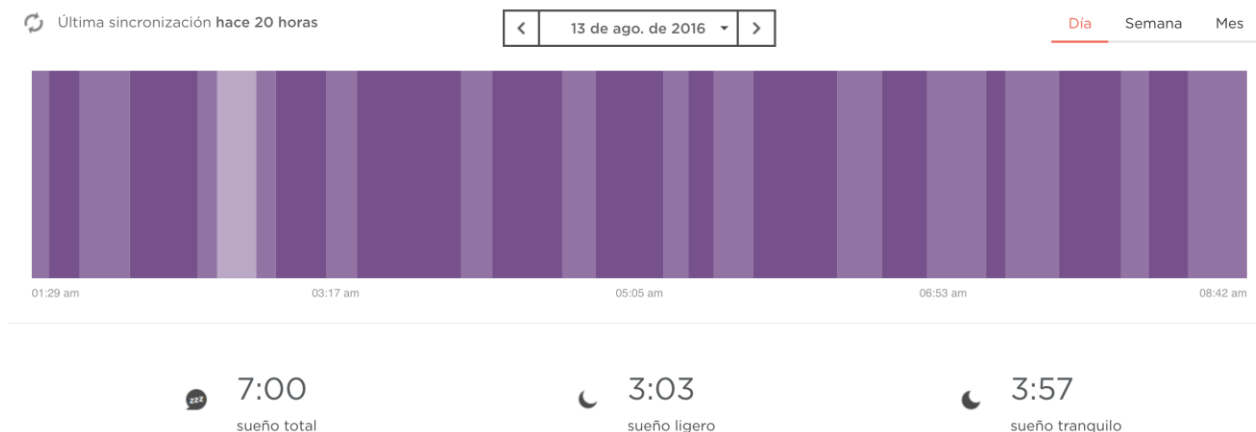 Última sincronización hace 20 horas
13 de ago. de 2016
Día Semana Mes
01:29 am 03:17 am 05:05 am 06:53 am 08:42 am
zzz 7:00 3:03 3:57
sueño total sueño ligero sueño tranquilo